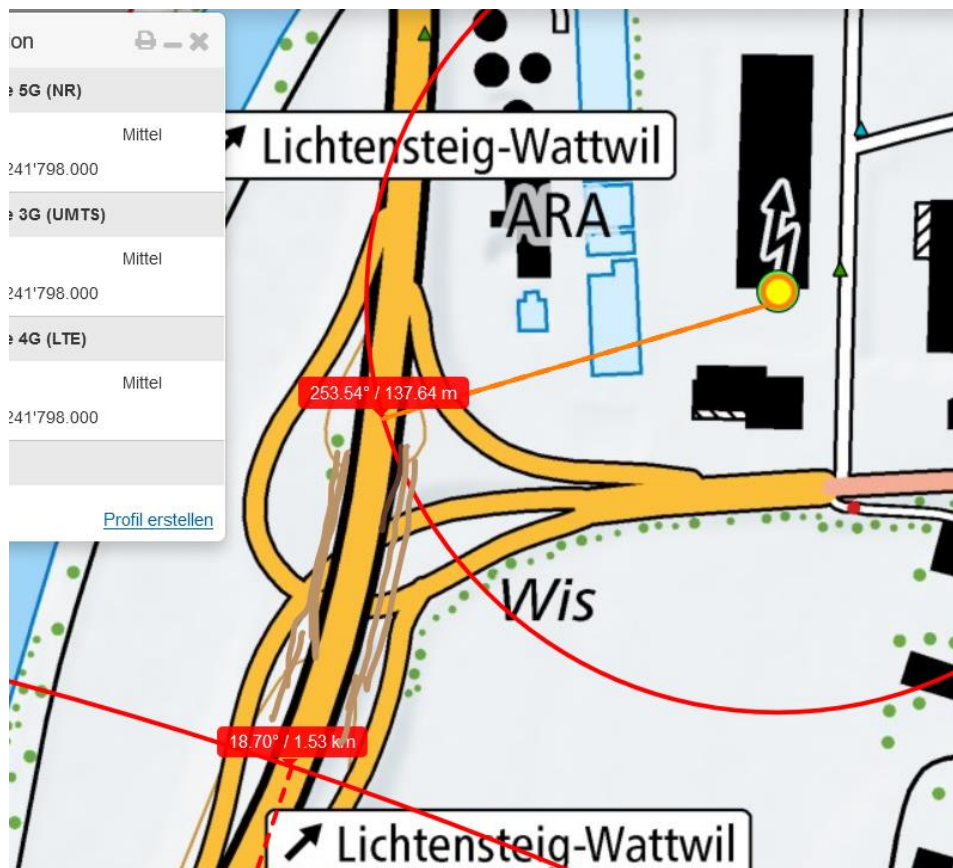 on
e 5G (NR)
Mittel
241'798.000
e 3G (UMTS)
Mittel
241'798.000
e 4G (LTE)
Mittel
241'798.000
Profil erstellen
Lichtensteig-Wattwil
ARA
253.54° / 137.64 m
Wis
18.70° / 1.53 km
Lichtensteig-Wattwil